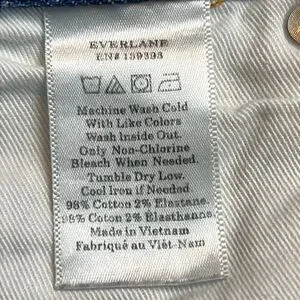 EVERLANE
EN# 139393
Machine Wash Cold
With Like Colors
Wash Inside Out.
Only Non-Chlorine
Bleach When Needed.
Tumble Dry Low.
Cool Iron if Needed.
98% Cotton 2% Elastane.
98% Coton 2% Elasthanne.
Made in Vietnam
Fabriqué au Viêt-Nam